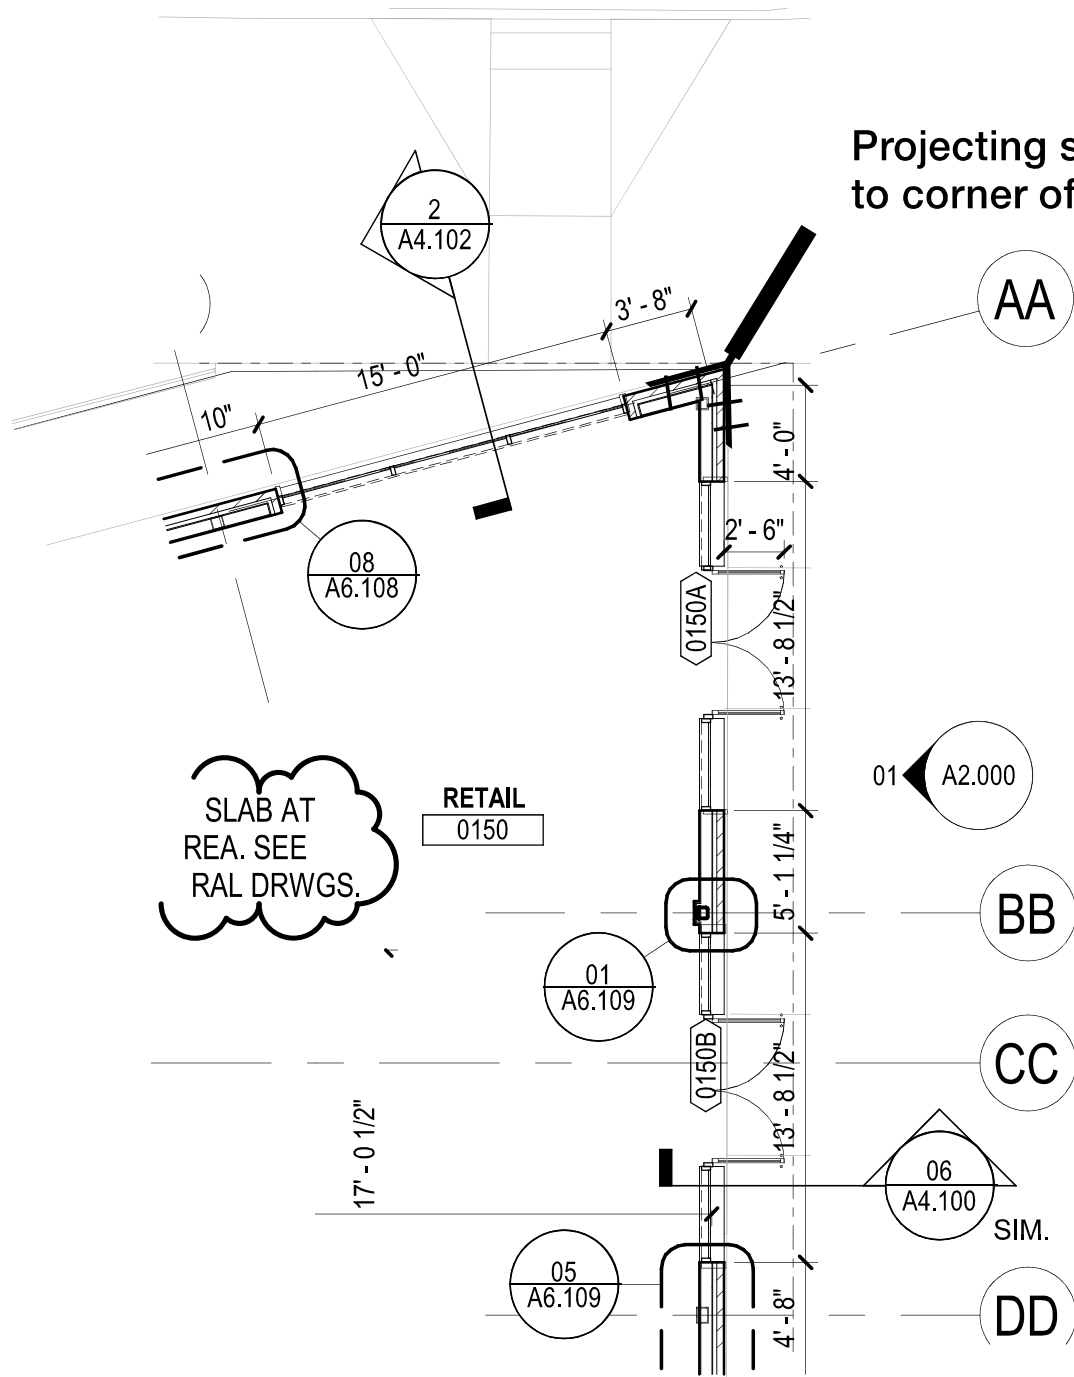 Projecting s
to corner of
2
A4.102
AA
3' - 8"
15' - 0"
10"
4' - 0"
2' - 6"
08
A6.108
0150A
13' - 8 1/2"
SLAB AT
REA. SEE
RAL DRWGS.
RETAIL
0150
01
A2.000
5' - 1 1/4"
BB
01
A6.109
0150B
CC
13' - 8 1/2"
17' - 0 1/2"
06
A4.100
SIM.
05
A6.109
4' - 8"
DD